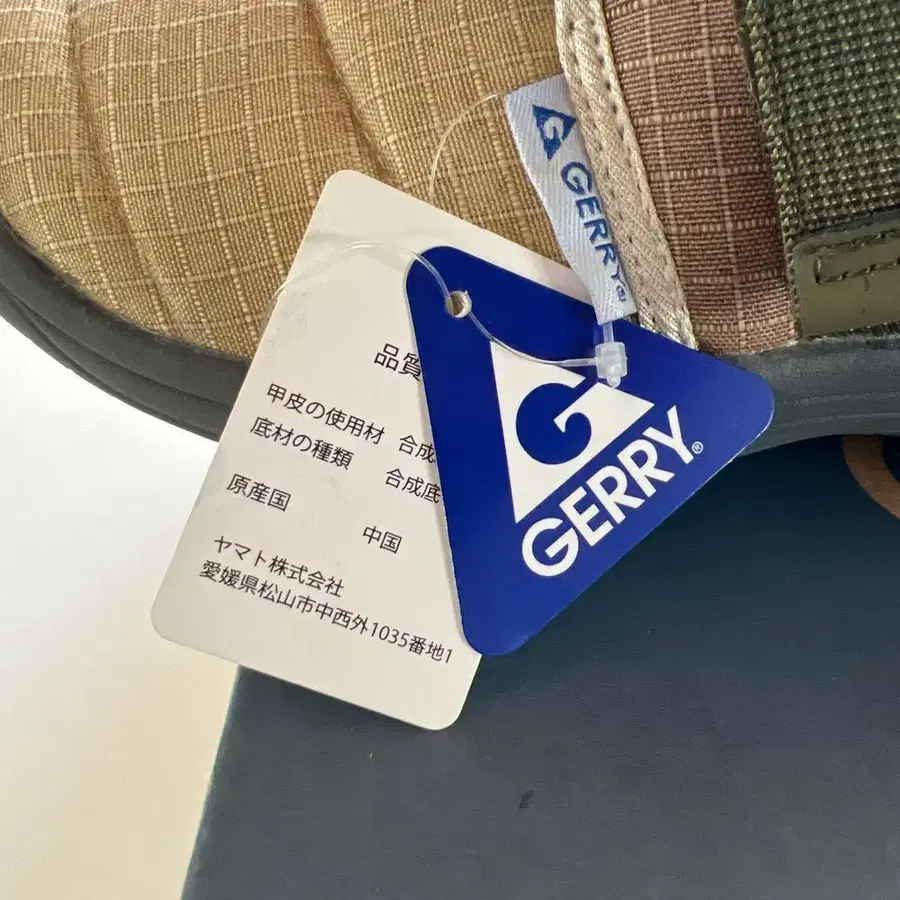 G GERRY®
品質
甲皮の使用材 合成
底材の種類 合成底
原産国 中国
ヤマト株式会社
愛媛県松山市中西外1035番地1
G
GERRY®